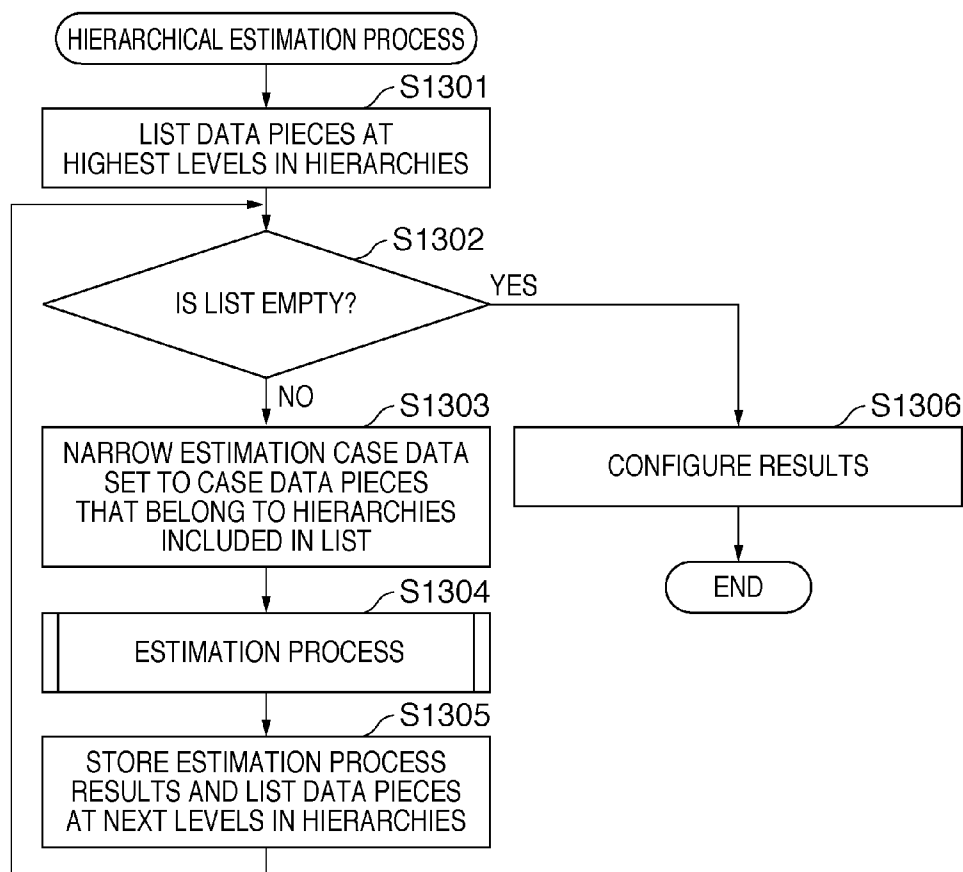 HIERARCHICAL ESTIMATION PROCESS
S1301
LIST DATA PIECES AT
HIGHEST LEVELS IN HIERARCHIES
S1302
IS LIST EMPTY?
YES
NO
S1303
NARROW ESTIMATION CASE DATA
SET TO CASE DATA PIECES
THAT BELONG TO HIERARCHIES
INCLUDED IN LIST
S1306
CONFIGURE RESULTS
END
S1304
ESTIMATION PROCESS
S1305
STORE ESTIMATION PROCESS
RESULTS AND LIST DATA PIECES
AT NEXT LEVELS IN HIERARCHIES